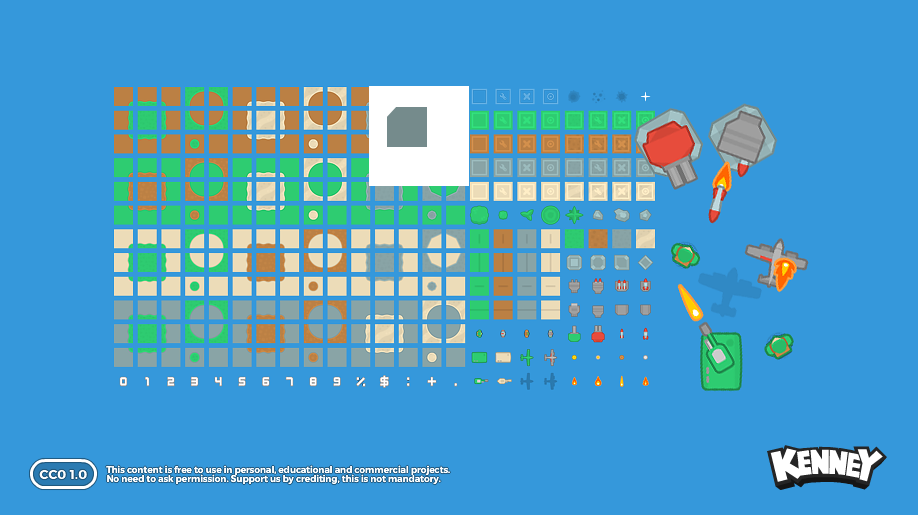 0 1 2 3 4 5 6 7 8 9 % $ : + .
CC0 1.0
This content is free to use in personal, educational and commercial projects.
No need to ask permission. Support us by crediting, this is not mandatory.
KENNEY